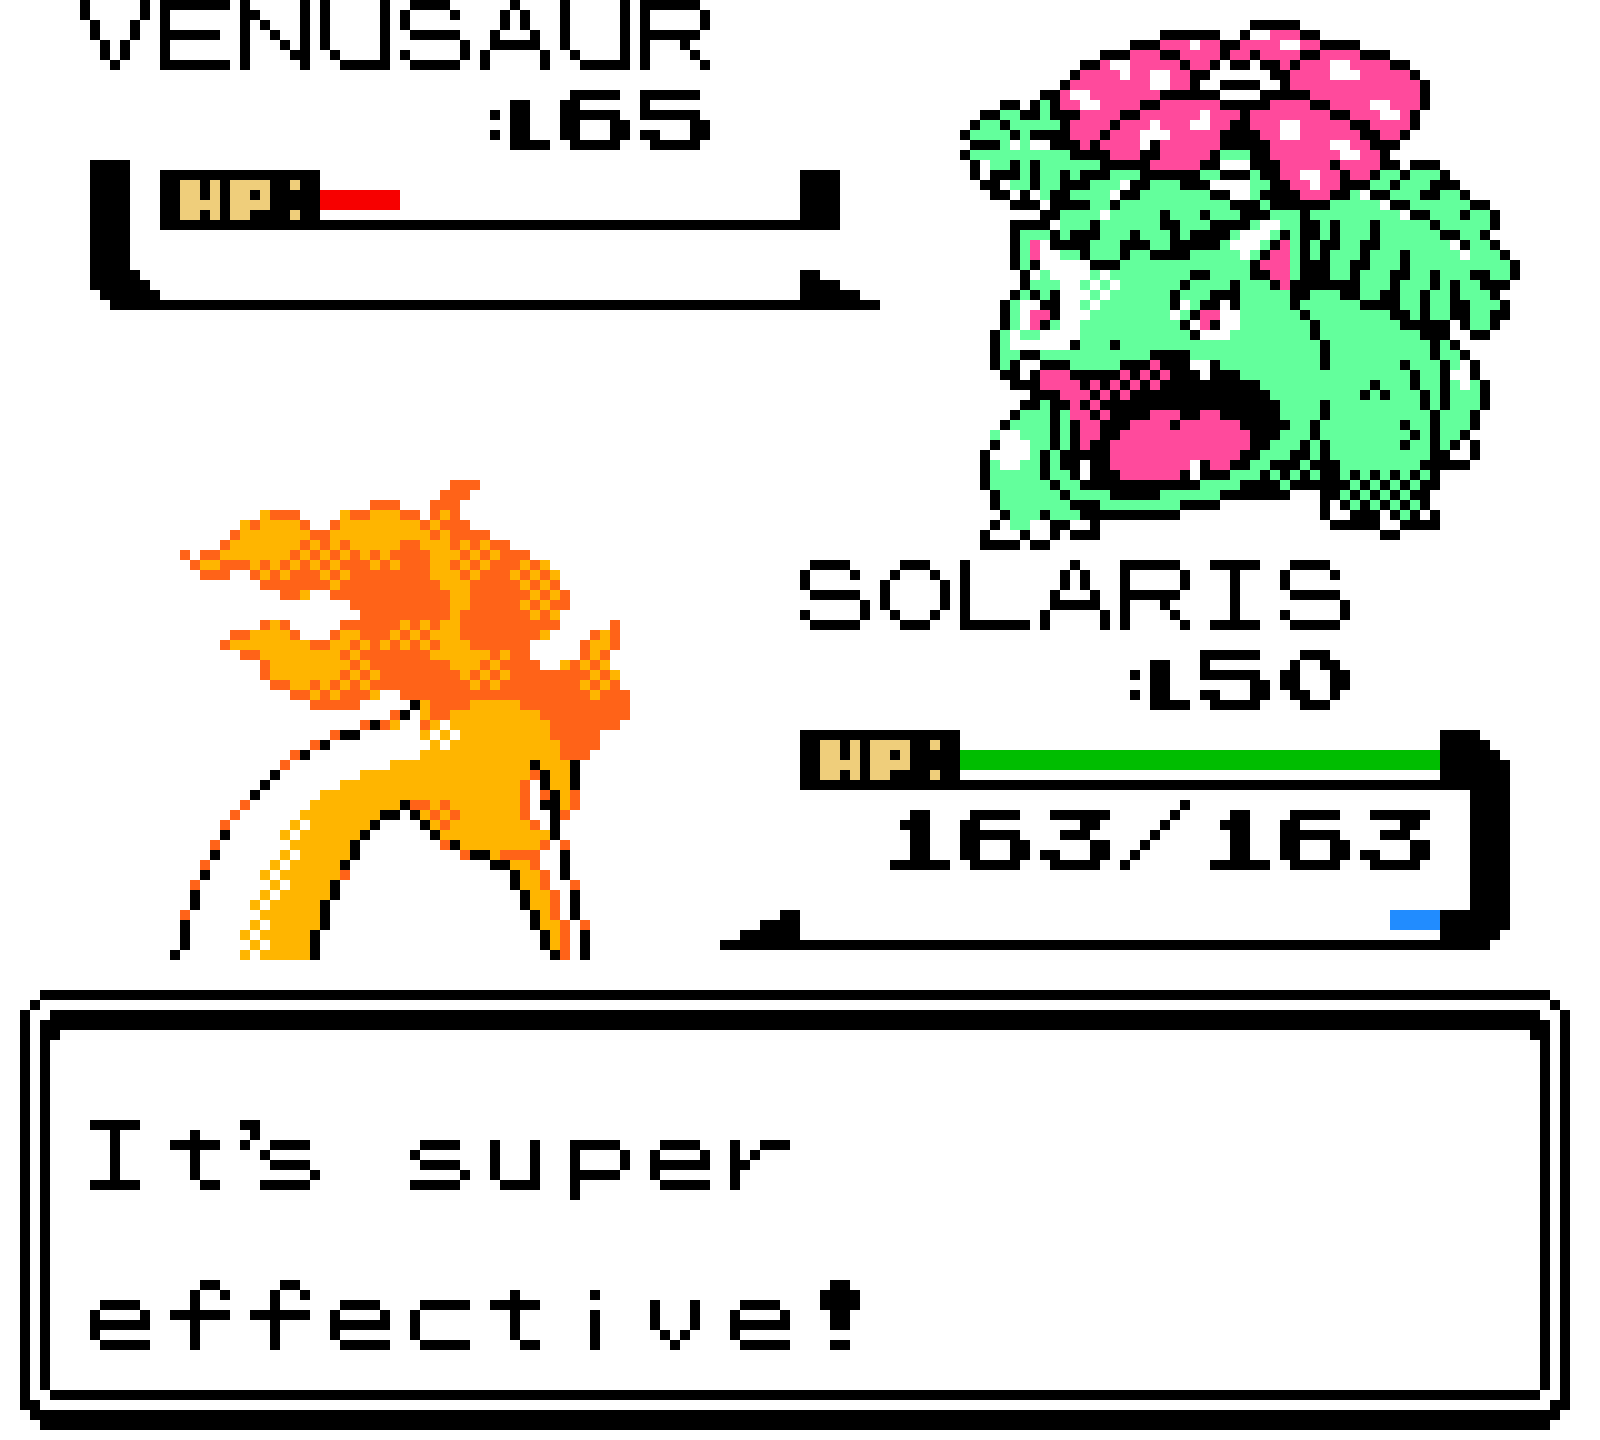 VENUSAUR
:L65
HP:
SOLARIS
:L50
HP:
163/163
It's super
effective!